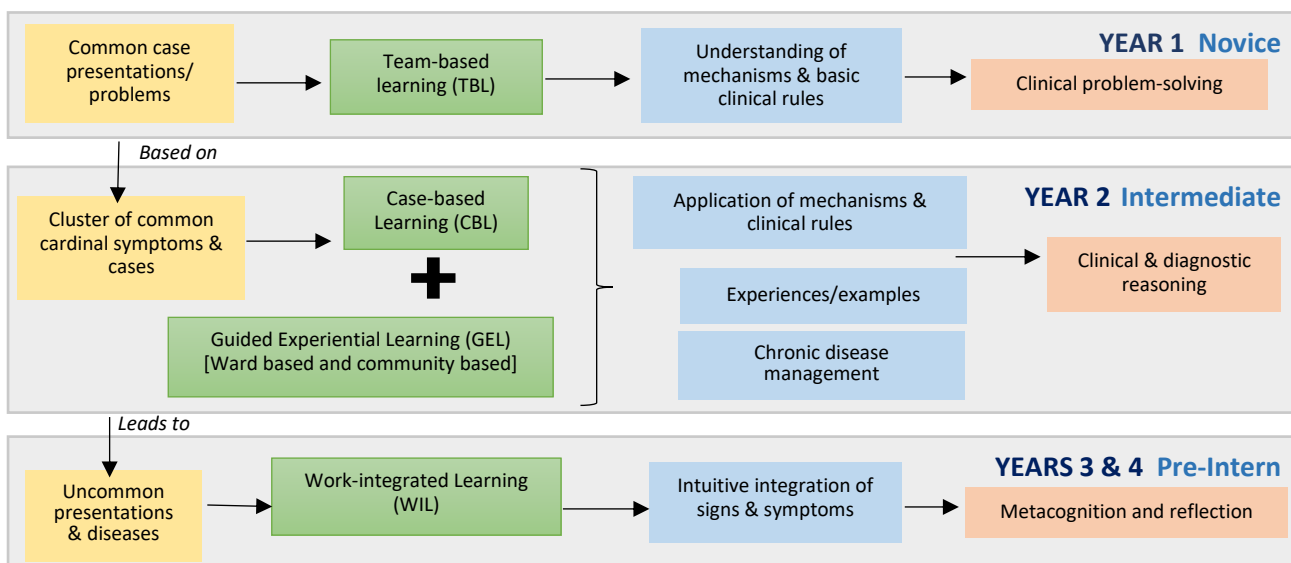 YEAR 1 Novice
Common case
presentations/
problems
Team-based
learning (TBL)
Understanding of
mechanisms & basic
clinical rules
Clinical problem-solving
Based on
YEAR 2 Intermediate
Cluster of common
cardinal symptoms &
cases
Case-based
Learning (CBL)
+
Guided Experiential Learning (GEL)
[Ward based and community based]
Application of mechanisms &
clinical rules
Experiences/examples
Chronic disease
management
Clinical & diagnostic
reasoning
Leads to
YEARS 3 & 4 Pre-Intern
Uncommon
presentations
& diseases
Work-integrated Learning
(WIL)
Intuitive integration of
signs & symptoms
Metacognition and reflection